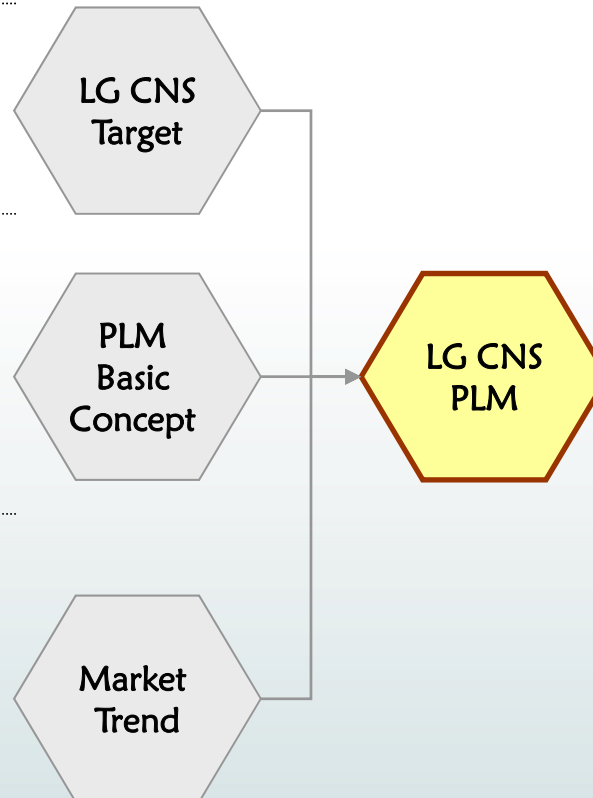 LG CNS
Target
PLM
Basic
Concept
LG CNS
PLM
Market
Trend